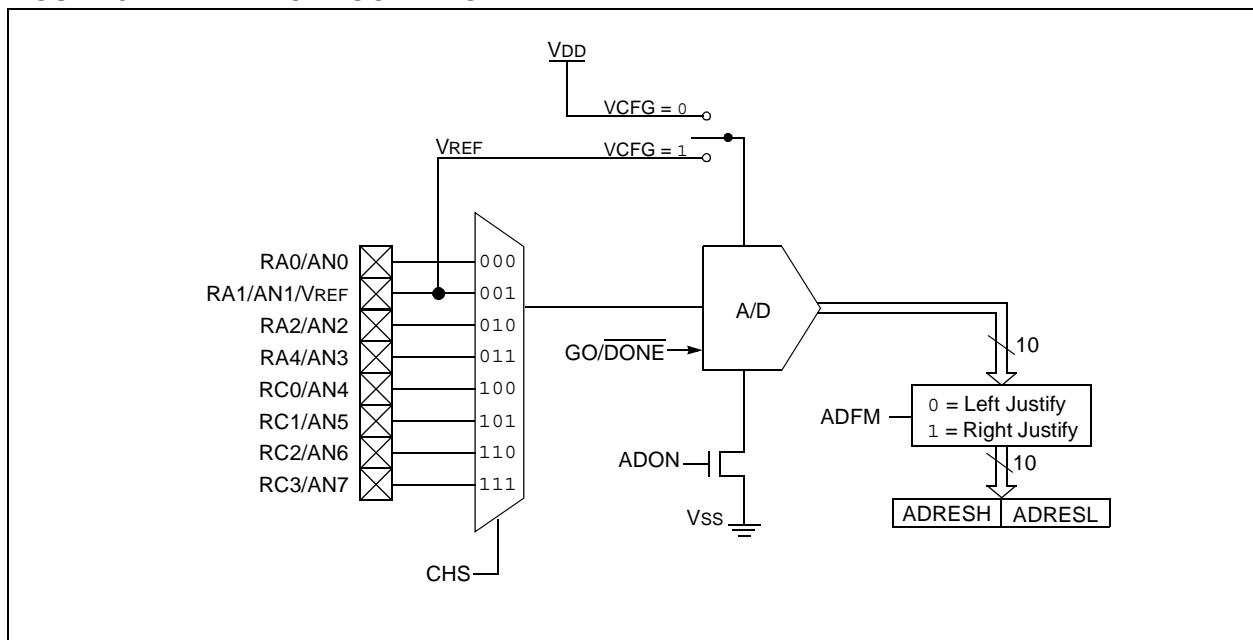 VDD
VCFG = 0
VREF
VCFG = 1
RA0/AN0
000
RA1/AN1/VREF
001
RA2/AN2
010
RA4/AN3
011
RC0/AN4
100
RC1/AN5
101
RC2/AN6
110
RC3/AN7
111
CHS
A/D
GO/DONE
ADON
VSS
10
ADFM
0 = Left Justify
1 = Right Justify
10
ADRESH
ADRESL